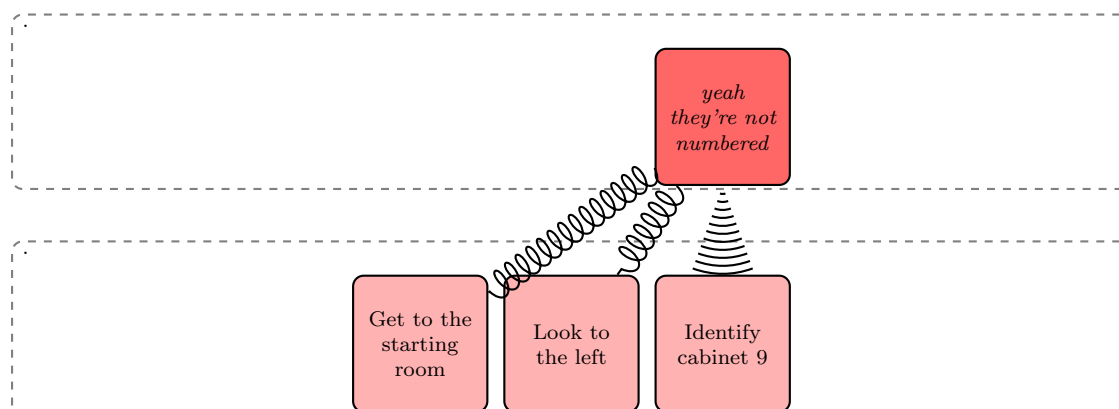 .
yeah
they're not
numbered
.
Get to the
starting
room
Look to
the left
Identify
cabinet 9